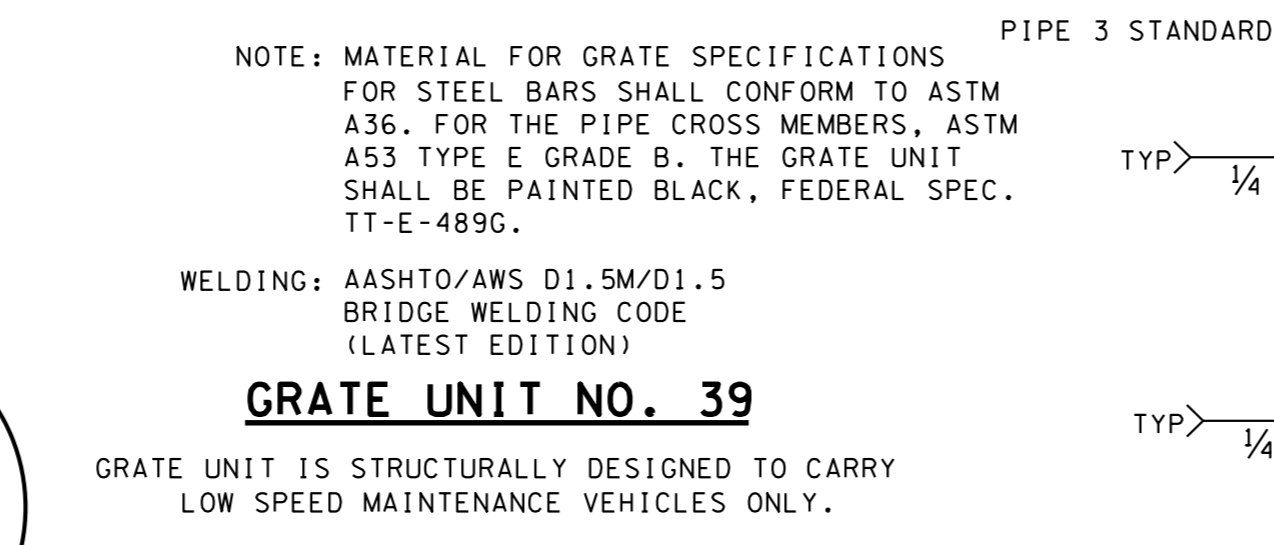 PIPE 3 STANDARD
NOTE: MATERIAL FOR GRATE SPECIFICATIONS
FOR STEEL BARS SHALL CONFORM TO ASTM
A36. FOR THE PIPE CROSS MEMBERS, ASTM
A53 TYPE E GRADE B. THE GRATE UNIT
SHALL BE PAINTED BLACK, FEDERAL SPEC.
TT-E-489G.
TYP
1/4
WELDING: AASHTO/AWS D1.5M/D1.5
BRIDGE WELDING CODE
(LATEST EDITION)
GRATE UNIT NO. 39
TYP
1/4
GRATE UNIT IS STRUCTURALLY DESIGNED TO CARRY
LOW SPEED MAINTENANCE VEHICLES ONLY.